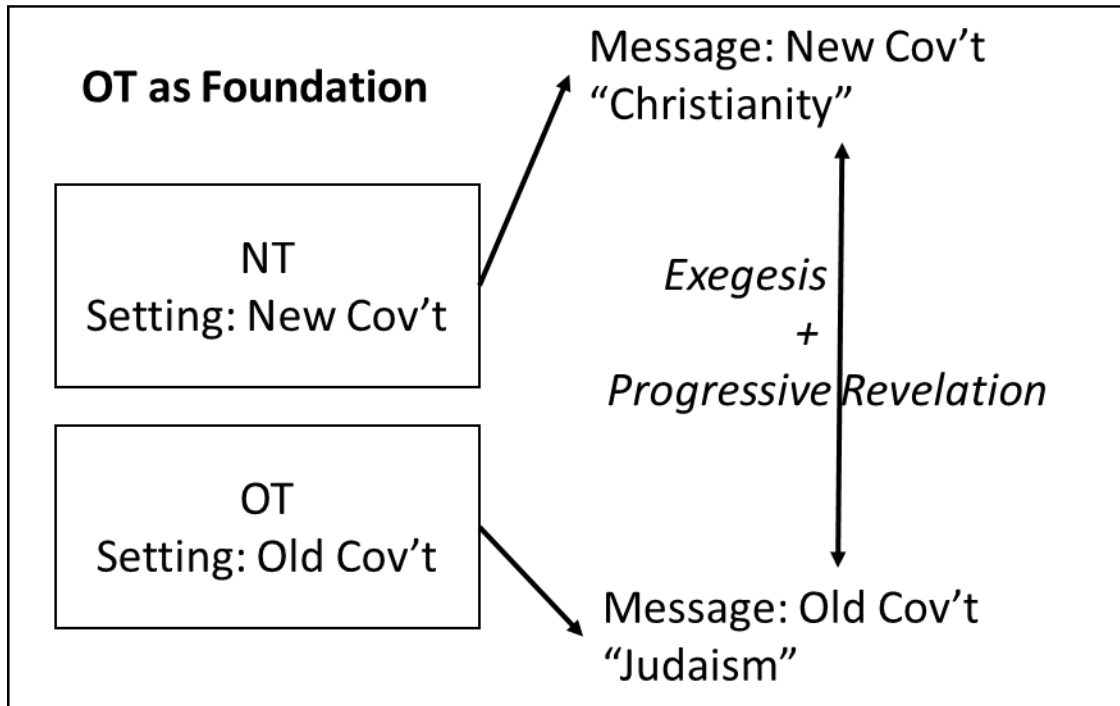 OT as Foundation
NT
Setting: New Cov’t
OT
Setting: Old Cov’t
Message: New Cov’t
“Christianity”
Exegesis
+
Progressive Revelation
Message: Old Cov’t
“Judaism”